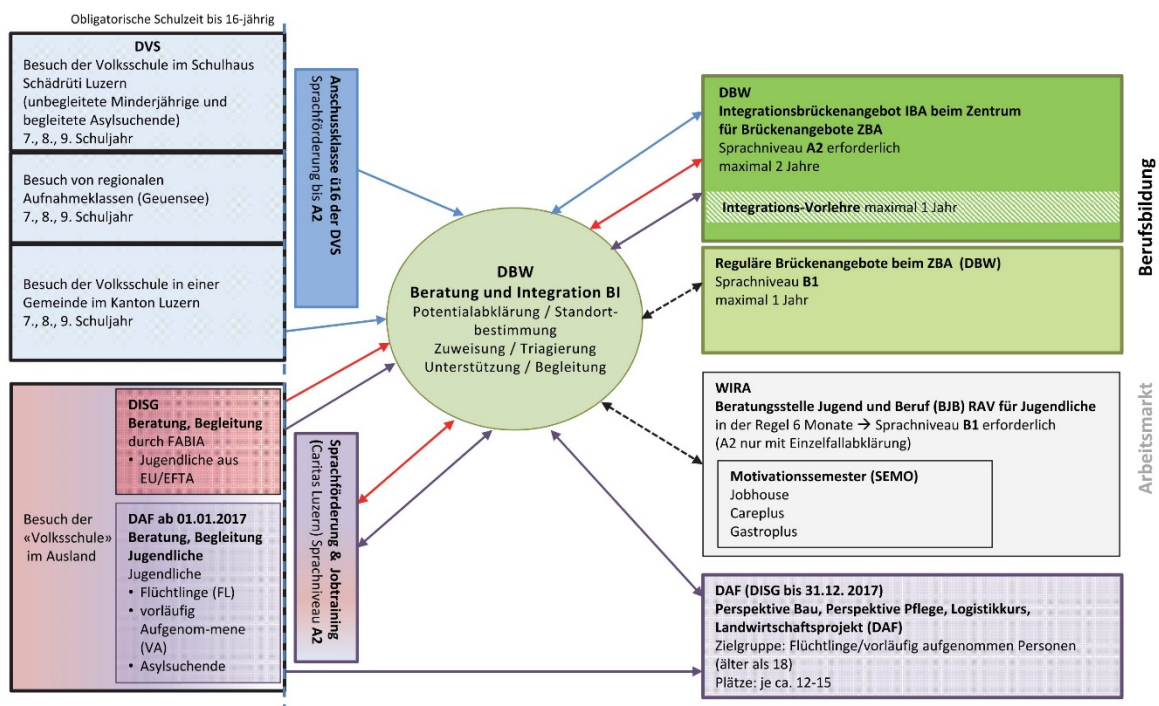 Obligatorische Schulzeit bis 16-jährig
DVS
Besuch der Volksschule im Schulhaus
Schädrüti Luzern
(unbegleitete Minderjährige und
begleitete Asylsuchende)
7., 8., 9. Schuljahr
Besuch von regionalen
Aufnahmeklassen (Geuensee)
7., 8., 9. Schuljahr
Besuch der Volksschule in einer
Gemeinde im Kanton Luzern
7., 8., 9. Schuljahr
Besuch der
«Volksschule»
im Ausland
DISG
Beratung, Begleitung
durch FABIA
• Jugendliche aus
EU/EFTA
DAF ab 01.01.2017
Beratung, Begleitung
Jugendliche
Jugendliche
• Flüchtlinge (FL)
• vorläufig
Aufgenom-mene
(VA)
• Asylsuchende
Anschussklasse ü16 der DVS
Sprachförderung bis A2
Sprachförderung & Jobtraining
(Caritas Luzern) Sprachniveau A2
DBW
Beratung und Integration BI
Potentialabklärung / Standort-
bestimmung
Zuweisung / Triagierung
Unterstützung / Begleitung
DBW
Integrationsbrückenangebot IBA beim Zentrum
für Brückenangebote ZBA
Sprachniveau A2 erforderlich
maximal 2 Jahre
Integrations-Vorlehre maximal 1 Jahr
Reguläre Brückenangebote beim ZBA (DBW)
Sprachniveau B1
maximal 1 Jahr
WIRA
Beratungsstelle Jugend und Beruf (BJB) RAV für Jugendliche
in der Regel 6 Monate → Sprachniveau B1 erforderlich
(A2 nur mit Einzelfallabklärung)
Motivationssemester (SEMO)
Jobhouse
Careplus
Gastroplus
DAF (DISG bis 31.12. 2017)
Perspektive Bau, Perspektive Pflege, Logistikkurs,
Landwirtschaftsprojekt (DAF)
Zielgruppe: Flüchtlinge/vorläufig aufgenommen Personen
(älter als 18)
Plätze: je ca. 12-15
Berufsbildung
Arbeitsmarkt